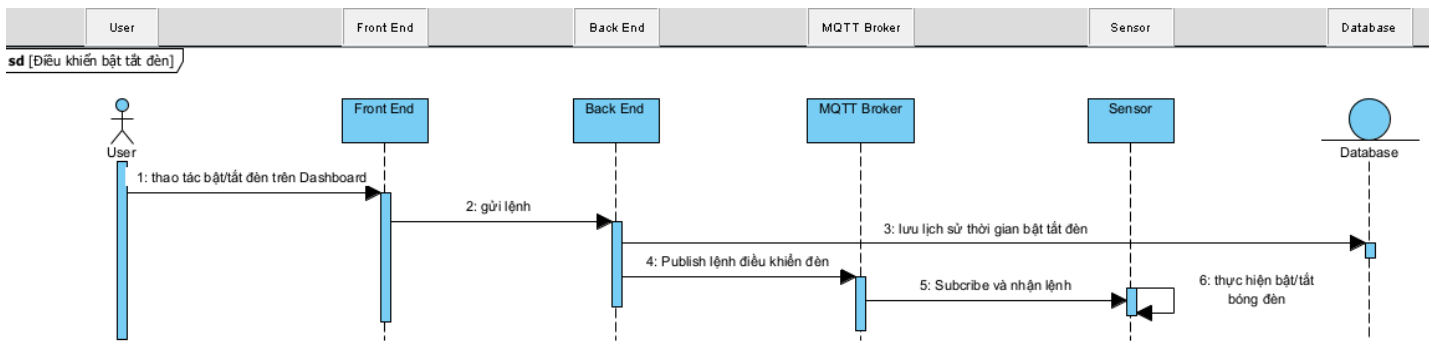 User Front End Back End MQTT Broker Sensor Database
sd [Điều khiển bật tắt đèn]
Front End Back End MQTT Broker Sensor
User Database
1: thao tác bật/tắt đèn trên Dashboard
2: gửi lệnh
3: lưu lịch sử thời gian bật tắt đèn
4: Publish lệnh điều khiển đèn
5: Subcribe và nhận lệnh
6: thực hiện bật/tắt
bóng đèn